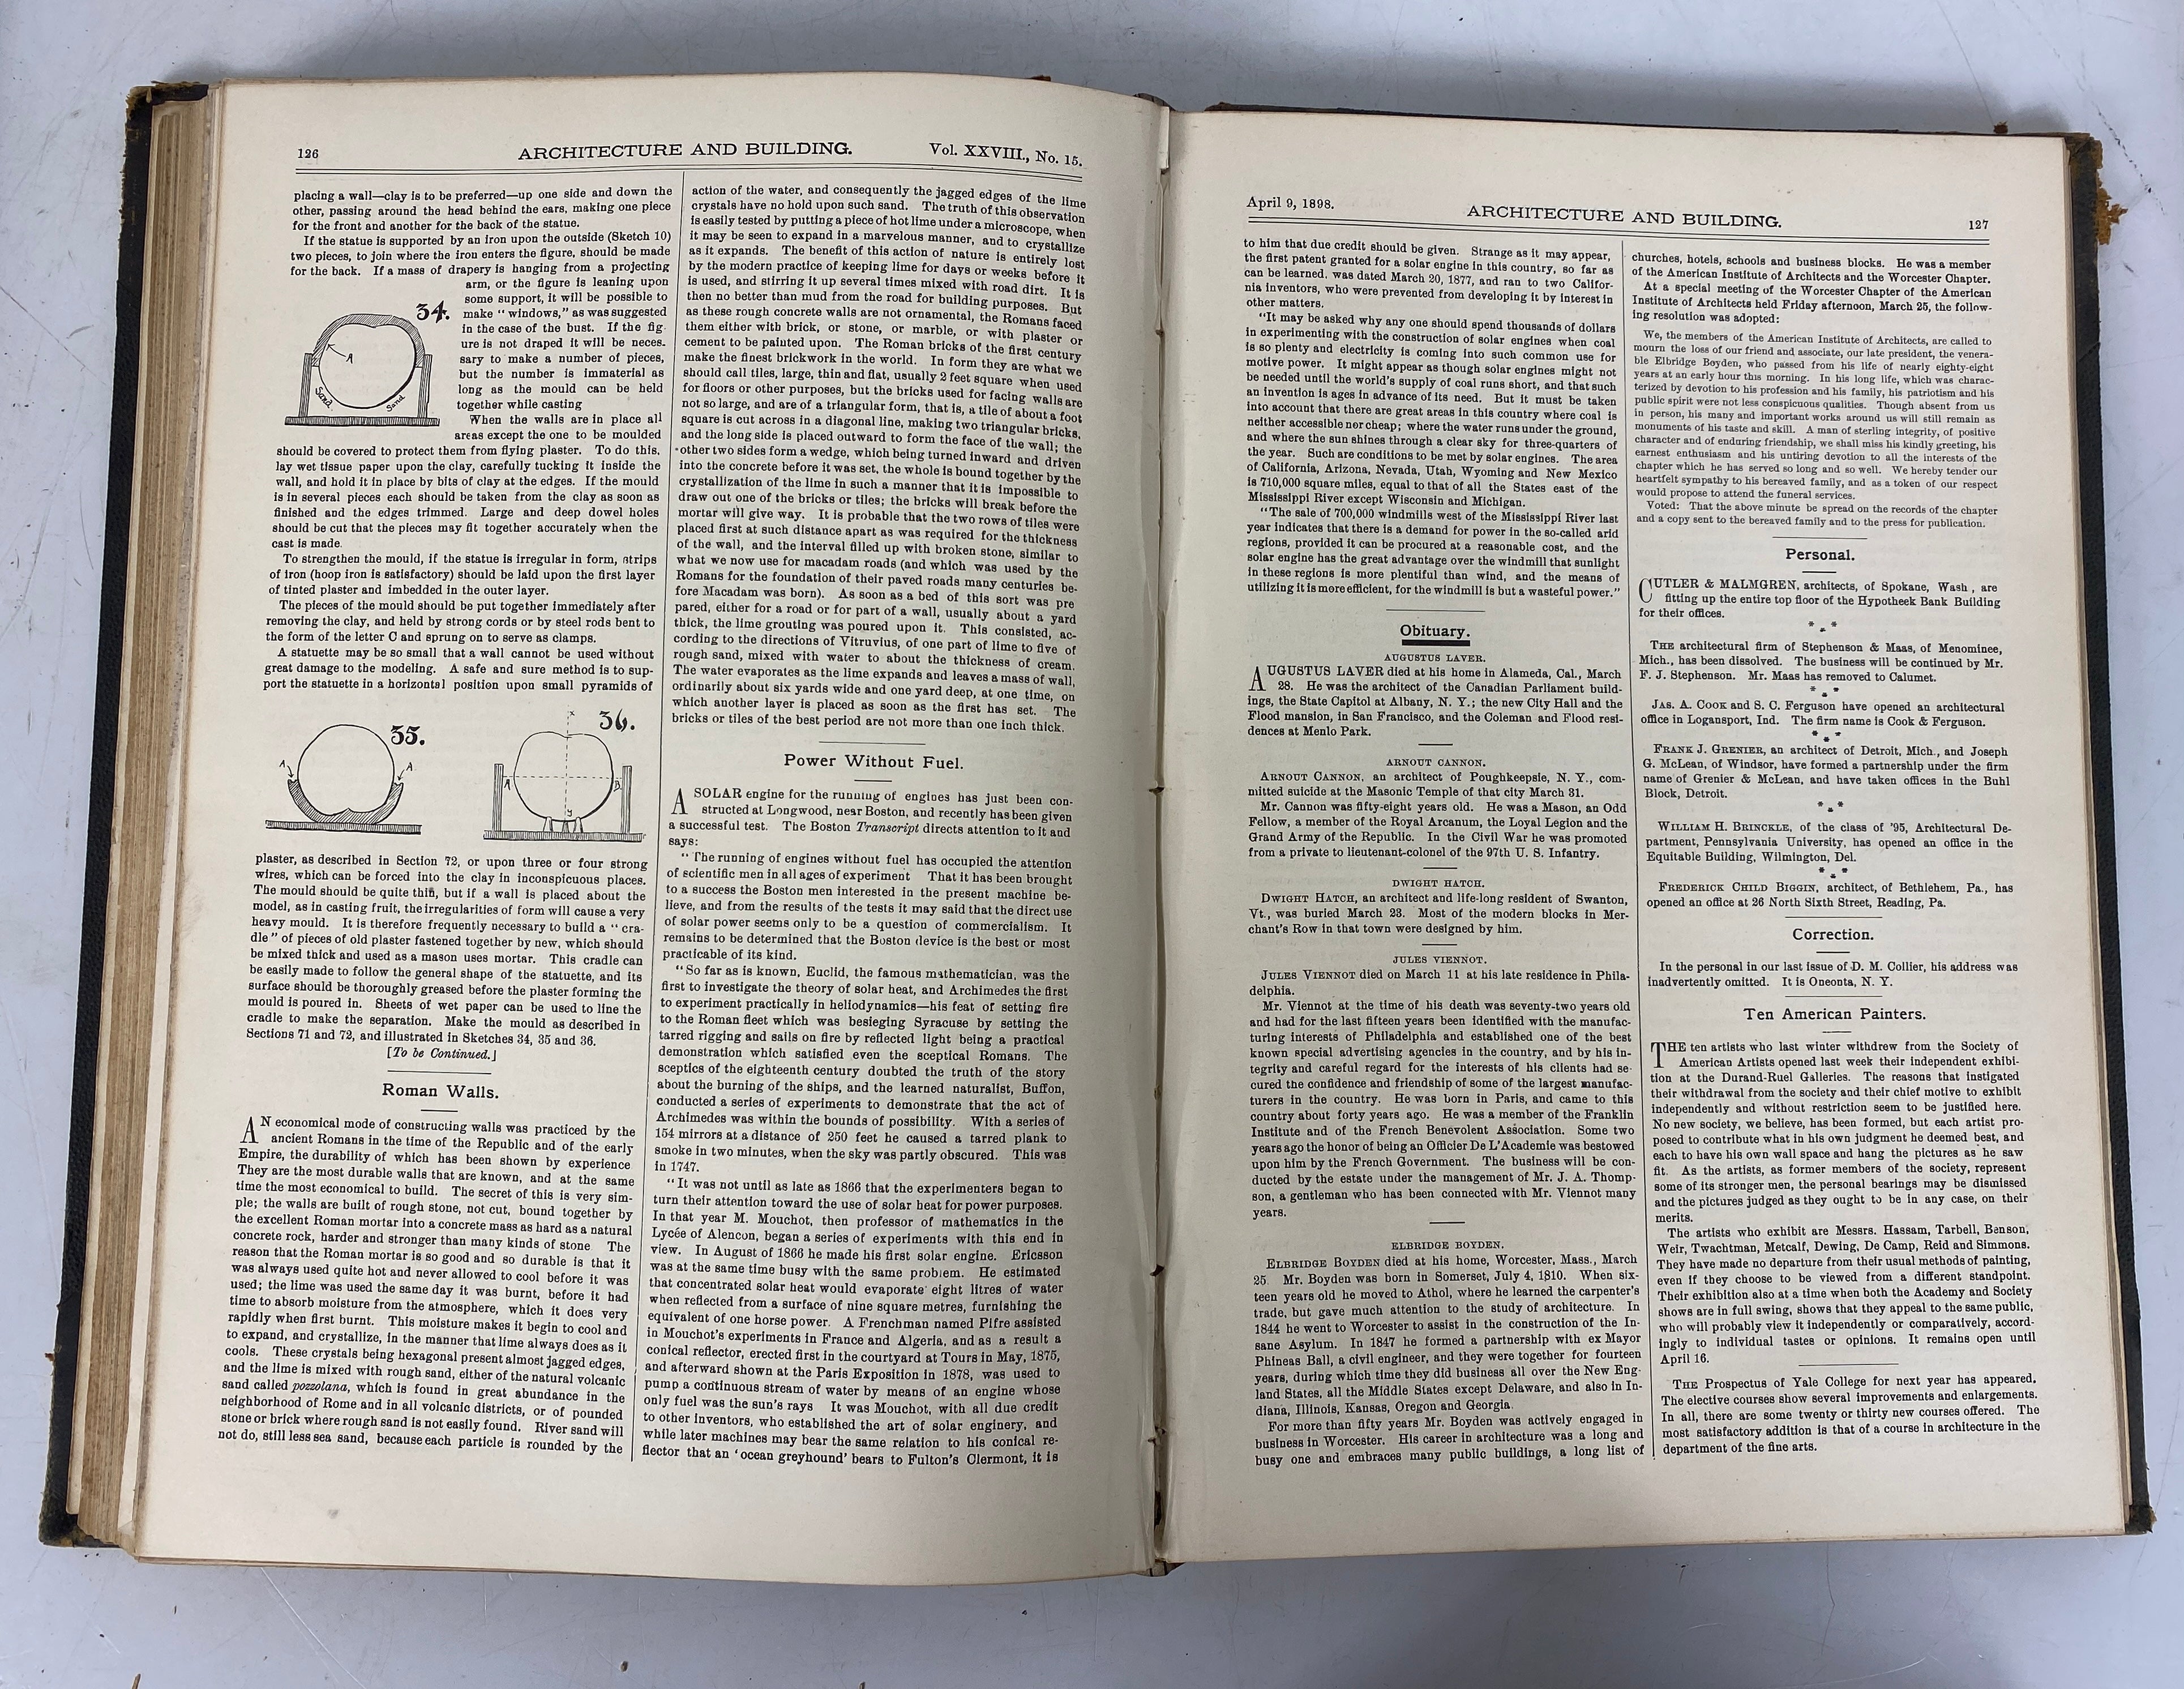 126
ARCHITECTURE AND BUILDING.
Vol. XXVIII., No. 15.
placing a wall—clay is to be preferred—up one side and down the
other, passing around the head behind the ears, making one piece
for the front and another for the back of the statue.
If the statue is supported by an iron upon the outside (Sketch 10)
two pieces, to join where the iron enters the figure, should be made
for the back. If a mass of drapery is hanging from a projecting
arm, or the figure is leaning upon
some support, it will be possible to
make " windows," as was suggested
in the case of the bust. If the fig-
ure is not draped it will be neces-
sary to make a number of pieces,
but the number is immaterial as
long as the mould can be held
together while casting
When the walls are in place all
areas except the one to be moulded
34.
A
Sand.
Sand
should be covered to protect them from flying plaster. To do this,
lay wet tissue paper upon the clay, carefully tucking it inside the
wall, and hold it in place by bits of clay at the edges. If the mould
is in several pieces each should be taken from the clay as soon as
finished and the edges trimmed. Large and deep dowel holes
should be cut that the pieces may fit together accurately when the
cast is made.
To strengthen the mould, if the statue is irregular in form, strips
of iron (hoop iron is satisfactory) should be laid upon the first layer
of tinted plaster and imbedded in the outer layer.
The pieces of the mould should be put together immediately after
removing the clay, and held by strong cords or by steel rods bent to
the form of the letter C and sprung on to serve as clamps.
A statuette may be so small that a wall cannot be used without
great damage to the modeling. A safe and sure method is to sup-
port the statuette in a horizontal position upon small pyramids of
35.
A
A
36.
x
A
B
y
plaster, as described in Section 72, or upon three or four strong
wires, which can be forced into the clay in inconspicuous places.
The mould should be quite thin, but if a wall is placed about the
model, as in casting fruit, the irregularities of form will cause a very
heavy mould. It is therefore frequently necessary to build a " cra-
dle " of pieces of old plaster fastened together by new, which should
be mixed thick and used as a mason uses mortar. This cradle can
be easily made to follow the general shape of the statuette, and its
surface should be thoroughly greased before the plaster forming the
mould is poured in. Sheets of wet paper can be used to line the
cradle to make the separation. Make the mould as described in
Sections 71 and 72, and illustrated in Sketches 34, 35 and 36.
[To be Continued.]
Roman Walls.
AN economical mode of constructing walls was practiced by the
ancient Romans in the time of the Republic and of the early
Empire, the durability of which has been shown by experience
They are the most durable walls that are known, and at the same
time the most economical to build. The secret of this is very sim-
ple; the walls are built of rough stone, not cut, bound together by
the excellent Roman mortar into a concrete mass as hard as a natural
concrete rock, harder and stronger than many kinds of stone The
reason that the Roman mortar is so good and so durable is that it
was always used quite hot and never allowed to cool before it was
used; the lime was used the same day it was burnt, before it had
time to absorb moisture from the atmosphere, which it does very
rapidly when first burnt. This moisture makes it begin to cool and
to expand, and crystallize, in the manner that lime always does as it
cools. These crystals being hexagonal present almost jagged edges,
and the lime is mixed with rough sand, either of the natural volcanic
sand called pozzolana, which is found in great abundance in the
neighborhood of Rome and in all volcanic districts, or of pounded
stone or brick where rough sand is not easily found. River sand will
not do, still less sea sand, because each particle is rounded by the
action of the water, and consequently the jagged edges of the lime
crystals have no hold upon such sand. The truth of this observation
is easily tested by putting a piece of hot lime under a microscope, when
it may be seen to expand in a marvelous manner, and to crystallize
as it expands. The benefit of this action of nature is entirely lost
by the modern practice of keeping lime for days or weeks before it
is used, and stirring it up several times mixed with road dirt. It is
then no better than mud from the road for building purposes. But
as these rough concrete walls are not ornamental, the Romans faced
them either with brick, or stone, or marble, or with plaster or
cement to be painted upon. The Roman bricks of the first century
make the finest brickwork in the world. In form they are what we
should call tiles, large, thin and flat, usually 2 feet square when used
for floors or other purposes, but the bricks used for facing walls are
not so large, and are of a triangular form, that is, a tile of about a foot
square is cut across in a diagonal line, making two triangular bricks,
and the long side is placed outward to form the face of the wall; the
other two sides form a wedge, which being turned inward and driven
into the concrete before it was set, the whole is bound together by the
crystallization of the lime in such a manner that it is impossible to
draw out one of the bricks or tiles; the bricks will break before the
mortar will give way. It is probable that the two rows of tiles were
placed first at such distance apart as was required for the thickness
of the wall, and the interval filled up with broken stone, similar to
what we now use for macadam roads (and which was used by the
Romans for the foundation of their paved roads many centuries be-
fore Macadam was born). As soon as a bed of this sort was pre
pared, either for a road or for part of a wall, usually about a yard
thick, the lime grouting was poured upon it. This consisted, ac-
cording to the directions of Vitruvius, of one part of lime to five of
rough sand, mixed with water to about the thickness of cream.
The water evaporates as the lime expands and leaves a mass of wall,
ordinarily about six yards wide and one yard deep, at one time, on
which another layer is placed as soon as the first has set. The
bricks or tiles of the best period are not more than one inch thick.
Power Without Fuel.
A SOLAR engine for the running of engines has just been con-
structed at Longwood, near Boston, and recently has been given
a successful test. The Boston Transcript directs attention to it and
says:
"The running of engines without fuel has occupied the attention
of scientific men in all ages of experiment That it has been brought
to a success the Boston men interested in the present machine be-
lieve, and from the results of the tests it may said that the direct use
of solar power seems only to be a question of commercialism. It
remains to be determined that the Boston device is the best or most
practicable of its kind.
"So far as is known, Euclid, the famous mathematician, was the
first to investigate the theory of solar heat, and Archimedes the first
to experiment practically in heliodynamics—his feat of setting fire
to the Roman fleet which was besieging Syracuse by setting the
tarred rigging and sails on fire by reflected light being a practical
demonstration which satisfied even the sceptical Romans. The
sceptics of the eighteenth century doubted the truth of the story
about the burning of the ships, and the learned naturalist, Buffon,
conducted a series of experiments to demonstrate that the act of
Archimedes was within the bounds of possibility. With a series of
154 mirrors at a distance of 250 feet he caused a tarred plank to
smoke in two minutes, when the sky was partly obscured. This was
in 1747.
"It was not until as late as 1866 that the experimenters began to
turn their attention toward the use of solar heat for power purposes.
In that year M. Mouchot, then professor of mathematics in the
Lycée of Alencon, began a series of experiments with this end in
view. In August of 1866 he made his first solar engine. Ericsson
was at the same time busy with the same problem. He estimated
that concentrated solar heat would evaporate eight litres of water
when reflected from a surface of nine square metres, furnishing the
equivalent of one horse power. A Frenchman named Pifre assisted
in Mouchot's experiments in France and Algeria, and as a result a
conical reflector, erected first in the courtyard at Tours in May, 1875,
and afterward shown at the Paris Exposition in 1878, was used to
pump a continuous stream of water by means of an engine whose
only fuel was the sun's rays It was Mouchot, with all due credit
to other inventors, who established the art of solar enginery, and
while later machines may bear the same relation to his conical re-
flector that an 'ocean greyhound' bears to Fulton's Clermont, it is
April 9, 1898.
ARCHITECTURE AND BUILDING.
127
to him that due credit should be given. Strange as it may appear,
the first patent granted for a solar engine in this country, so far as
can be learned, was dated March 20, 1877, and ran to two Califor-
nia inventors, who were prevented from developing it by interest in
other matters.
"It may be asked why any one should spend thousands of dollars
in experimenting with the construction of solar engines when coal
is so plenty and electricity is coming into such common use for
motive power. It might appear as though solar engines might not
be needed until the world's supply of coal runs short, and that such
an invention is ages in advance of its need. But it must be taken
into account that there are great areas in this country where coal is
neither accessible nor cheap; where the water runs under the ground,
and where the sun shines through a clear sky for three-quarters of
the year. Such are conditions to be met by solar engines. The area
of California, Arizona, Nevada, Utah, Wyoming and New Mexico
is 710,000 square miles, equal to that of all the States east of the
Mississippi River except Wisconsin and Michigan.
"The sale of 700,000 windmills west of the Mississippi River last
year indicates that there is a demand for power in the so-called arid
regions, provided it can be procured at a reasonable cost, and the
solar engine has the great advantage over the windmill that sunlight
in these regions is more plentiful than wind, and the means of
utilizing it is more efficient, for the windmill is but a wasteful power."
Obituary.
AUGUSTUS LAVER.
AUGUSTUS LAVER died at his home in Alameda, Cal., March
28. He was the architect of the Canadian Parliament build-
ings, the State Capitol at Albany, N. Y.; the new City Hall and the
Flood mansion, in San Francisco, and the Coleman and Flood resi-
dences at Menlo Park.
ARNOUT CANNON.
ARNOUT CANNON, an architect of Poughkeepsie, N. Y., com-
mitted suicide at the Masonic Temple of that city March 31.
Mr. Cannon was fifty-eight years old. He was a Mason, an Odd
Fellow, a member of the Royal Arcanum, the Loyal Legion and the
Grand Army of the Republic. In the Civil War he was promoted
from a private to lieutenant-colonel of the 97th U. S. Infantry.
DWIGHT HATCH.
DWIGHT HATCH, an architect and life-long resident of Swanton,
Vt., was buried March 23. Most of the modern blocks in Mer-
chant's Row in that town were designed by him.
JULES VIENNOT.
JULES VIENNOT died on March 11 at his late residence in Phila-
delphia.
Mr. Viennot at the time of his death was seventy-two years old
and had for the last fifteen years been identified with the manufac-
turing interests of Philadelphia and established one of the best
known special advertising agencies in the country, and by his in-
tegrity and careful regard for the interests of his clients had se-
cured the confidence and friendship of some of the largest manufac-
turers in the country. He was born in Paris, and came to this
country about forty years ago. He was a member of the Franklin
Institute and of the French Benevolent Association. Some two
years ago the honor of being an Officier De L'Academie was bestowed
upon him by the French Government. The business will be con-
ducted by the estate under the management of Mr. J. A. Thomp-
son, a gentleman who has been connected with Mr. Viennot many
years.
ELBRIDGE BOYDEN.
ELBRIDGE BOYDEN died at his home, Worcester, Mass., March
25. Mr. Boyden was born in Somerset, July 4, 1810. When six-
teen years old he moved to Athol, where he learned the carpenter's
trade, but gave much attention to the study of architecture. In
1844 he went to Worcester to assist in the construction of the In-
sane Asylum. In 1847 he formed a partnership with ex Mayor
Phineas Ball, a civil engineer, and they were together for fourteen
years, during which time they did business all over the New Eng-
land States, all the Middle States except Delaware, and also in In-
diana, Illinois, Kansas, Oregon and Georgia.
For more than fifty years Mr. Boyden was actively engaged in
business in Worcester. His career in architecture was a long and
busy one and embraces many public buildings, a long list of
churches, hotels, schools and business blocks. He was a member
of the American Institute of Architects and the Worcester Chapter.
At a special meeting of the Worcester Chapter of the American
Institute of Architects held Friday afternoon, March 25, the follow-
ing resolution was adopted:
We, the members of the American Institute of Architects, are called to
mourn the loss of our friend and associate, our late president, the venera-
ble Elbridge Boyden, who passed from his life of nearly eighty-eight
years at an early hour this morning. In his long life, which was charac-
terized by devotion to his profession and his family, his patriotism and his
public spirit were not less conspicuous qualities. Though absent from us
in person, his many and important works around us will still remain as
monuments of his taste and skill. A man of sterling integrity, of positive
character and of enduring friendship, we shall miss his kindly greeting, his
earnest enthusiasm and his untiring devotion to all the interests of the
chapter which he has served so long and so well. We hereby tender our
heartfelt sympathy to his bereaved family, and as a token of our respect
would propose to attend the funeral services.
Voted: That the above minute be spread on the records of the chapter
and a copy sent to the bereaved family and to the press for publication.
Personal.
CUTLER & MALMGREN, architects, of Spokane, Wash., are
fitting up the entire top floor of the Hypotheek Bank Building
for their offices.
* * *
THE architectural firm of Stephenson & Maas, of Menominee,
Mich., has been dissolved. The business will be continued by Mr.
F. J. Stephenson. Mr. Maas has removed to Calumet.
* * *
JAS. A. COOK and S. C. Ferguson have opened an architectural
office in Logansport, Ind. The firm name is Cook & Ferguson.
* * *
FRANK J. GRENIER, an architect of Detroit, Mich., and Joseph
G. McLean, of Windsor, have formed a partnership under the firm
name of Grenier & McLean, and have taken offices in the Buhl
Block, Detroit.
* * *
WILLIAM H. BRINCKLE, of the class of '95, Architectural De-
partment, Pennsylvania University, has opened an office in the
Equitable Building, Wilmington, Del.
* * *
FREDERICK CHILD BIGGIN, architect, of Bethlehem, Pa., has
opened an office at 26 North Sixth Street, Reading, Pa.
Correction.
In the personal in our last issue of D. M. Collier, his address was
inadvertently omitted. It is Oneonta, N. Y.
Ten American Painters.
THE ten artists who last winter withdrew from the Society of
American Artists opened last week their independent exhibi-
tion at the Durand-Ruel Galleries. The reasons that instigated
their withdrawal from the society and their chief motive to exhibit
independently and without restriction seem to be justified here.
No new society, we believe, has been formed, but each artist pro-
posed to contribute what in his own judgment he deemed best, and
each to have his own wall space and hang the pictures as he saw
fit. As the artists, as former members of the society, represent
some of its stronger men, the personal bearings may be dismissed
and the pictures judged as they ought to be in any case, on their
merits.
The artists who exhibit are Messrs. Hassam, Tarbell, Benson,
Weir, Twachtman, Metcalf, Dewing, De Camp, Reid and Simmons.
They have made no departure from their usual methods of painting,
even if they choose to be viewed from a different standpoint.
Their exhibition also at a time when both the Academy and Society
shows are in full swing, shows that they appeal to the same public,
who will probably view it independently or comparatively, accord-
ingly to individual tastes or opinions. It remains open until
April 16.
THE Prospectus of Yale College for next year has appeared.
The elective courses show several improvements and enlargements.
In all, there are some twenty or thirty new courses offered. The
most satisfactory addition is that of a course in architecture in the
department of the fine arts.